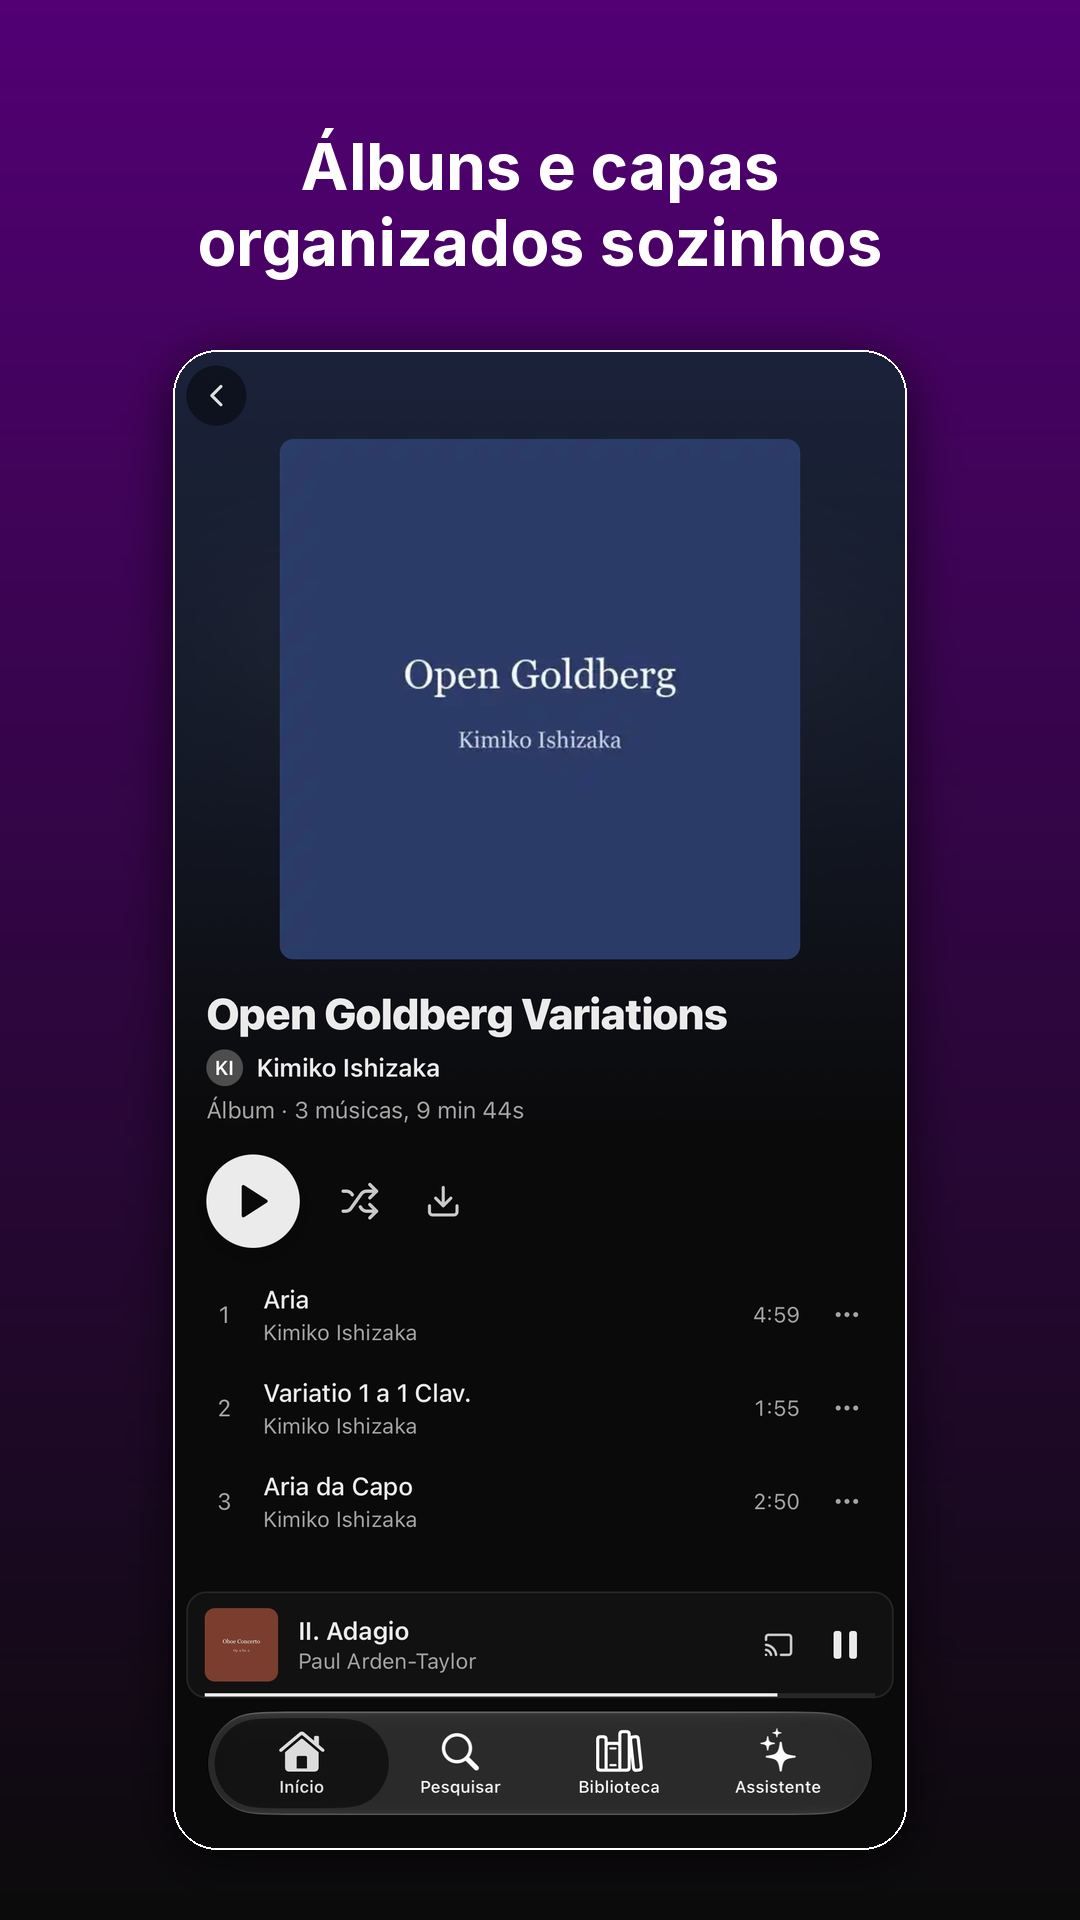 Álbuns e capas
organizados sozinhos
Open Goldberg
Kimiko Ishizaka
Open Goldberg Variations
KI Kimiko Ishizaka
Álbum · 3 músicas, 9 min 44s
1 Aria 4:59
Kimiko Ishizaka
2 Variatio 1 a 1 Clav. 1:55
Kimiko Ishizaka
3 Aria da Capo 2:50
Kimiko Ishizaka
Oboe Concerto
II. Adagio
Paul Arden-Taylor
Início Pesquisar Biblioteca Assistente